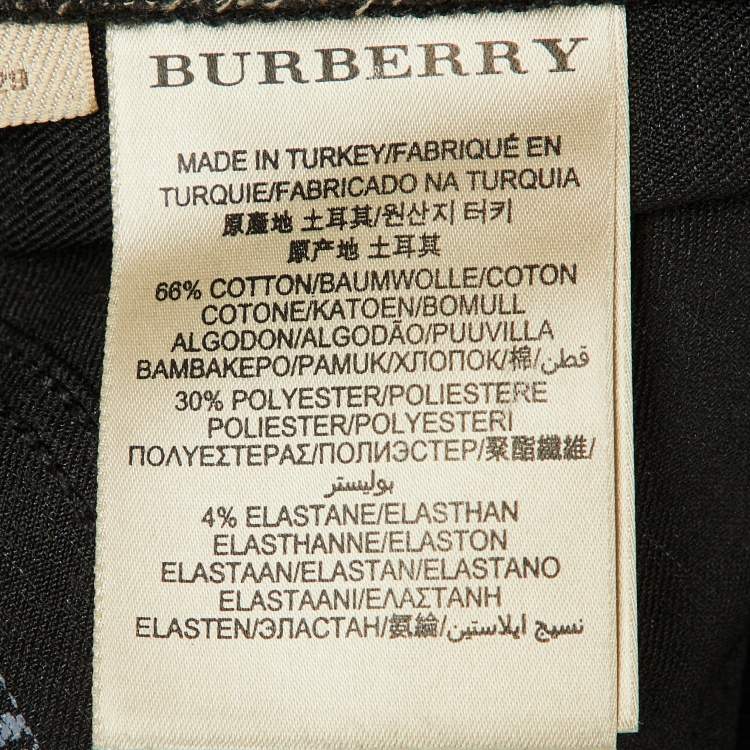 BURBERRY
29
MADE IN TURKEY/FABRIQUÉ EN
TURQUIE/FABRICADO NA TURQUIA
原產地 土耳其/원산지 터키
原产地 土耳其
66% COTTON/BAUMWOLLE/COTON
COTONE/KATOEN/BOMULL
ALGODON/ALGODÃO/PUUVILLA
ΒΑΜΒΑΚΕΡΟ/PAMUK/ХЛОПОК/棉/قطن
30% POLYESTER/POLIESTERE
POLIESTER/POLYESTERI
ΠΟΛΥΕΣΤΕΡΑΣ/ПОЛИЭСТЕР/聚酯纖維/
بوليستر
4% ELASTANE/ELASTHAN
ELASTHANNE/ELASTON
ELASTAAN/ELASTAN/ELASTANO
ELASTAANI/ΕΛΑΣΤΑΝΗ
ELASTEN/ЭЛАСТАН/氨綸/نسيج ايلاستين